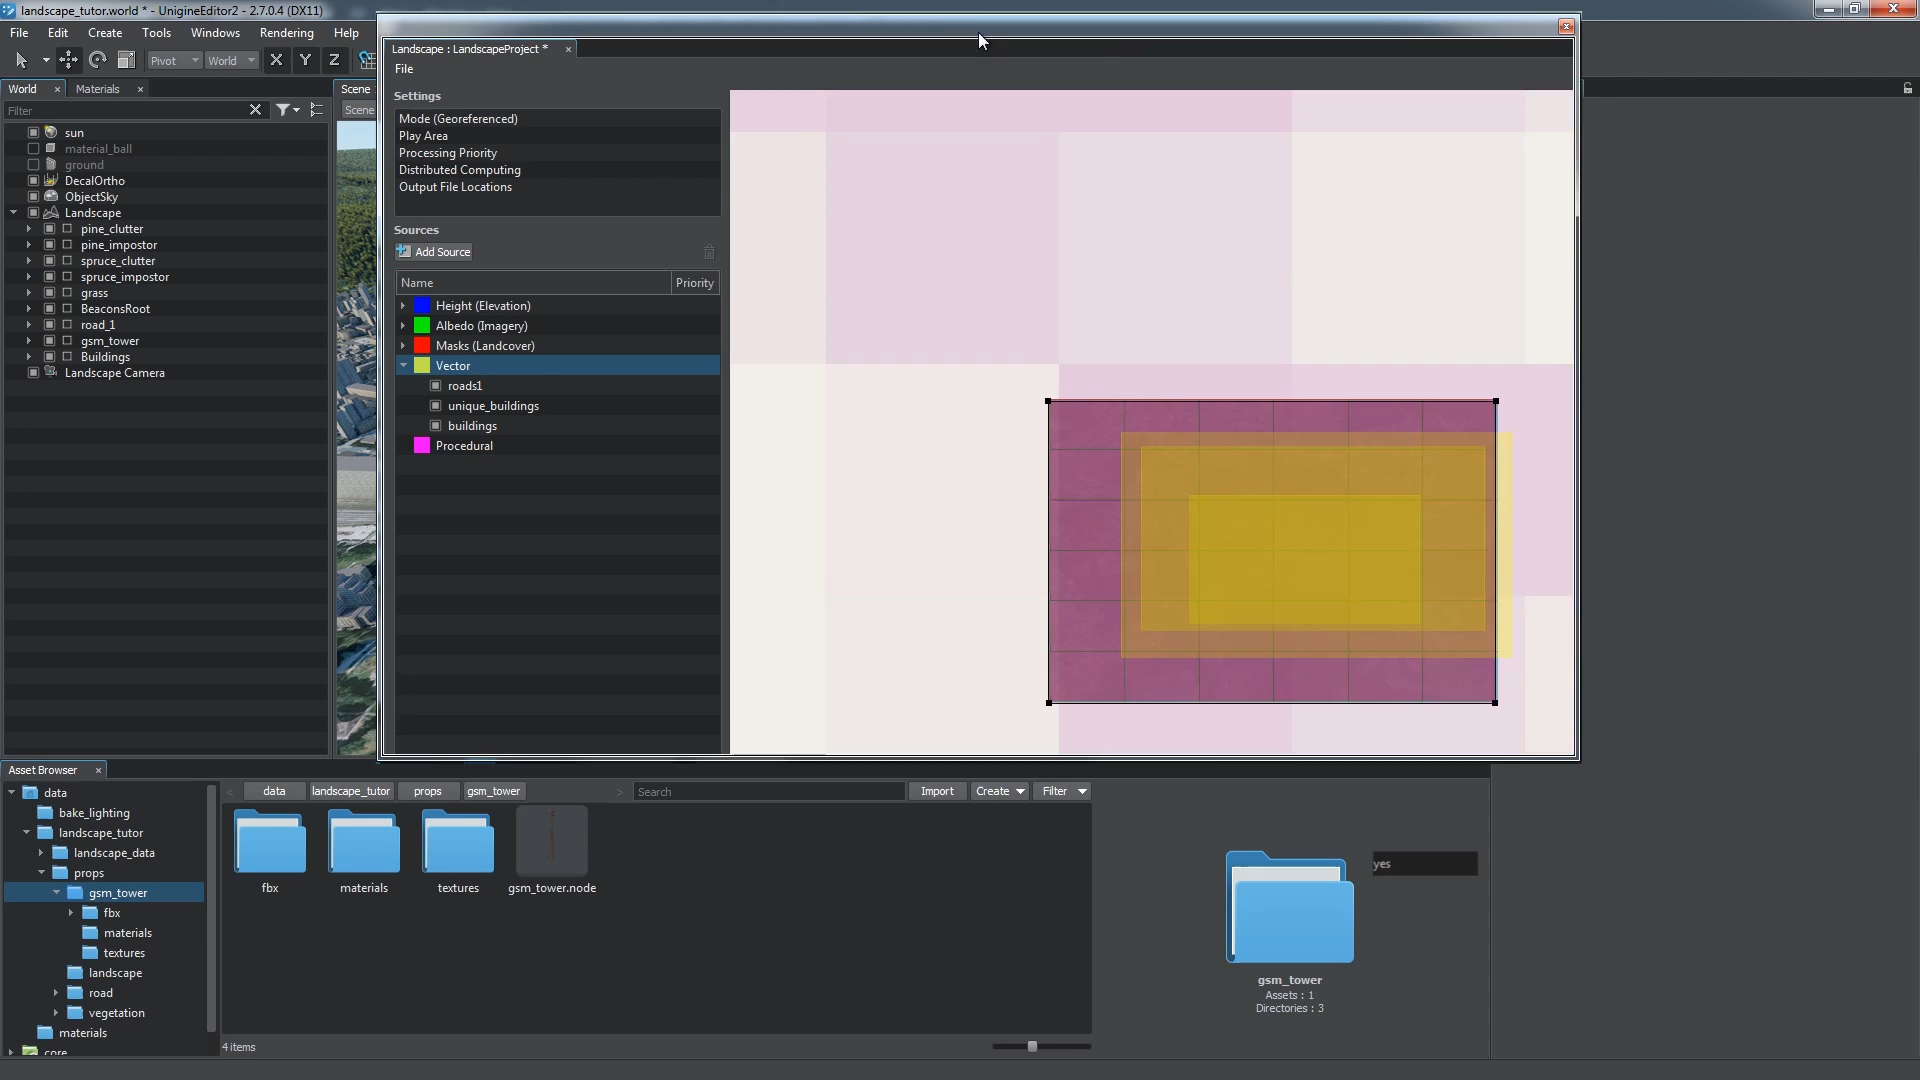 landscape_tutor.world * - UnigineEditor2 - 2.7.0.4 (DX11)
File Edit Create Tools Windows Rendering Help
Pivot World X Y Z
World Materials
Filter
sun
material_ball
ground
DecalOrtho
ObjectSky
Landscape
pine_clutter
pine_impostor
spruce_clutter
spruce_impostor
grass
BeaconsRoot
road_1
gsm_tower
Buildings
Landscape Camera
Scene
Scene
Landscape : LandscapeProject *
File
Settings
Mode (Georeferenced)
Play Area
Processing Priority
Distributed Computing
Output File Locations
Sources
Add Source
Name Priority
Height (Elevation)
Albedo (Imagery)
Masks (Landcover)
Vector
roads1
unique_buildings
buildings
Procedural
Asset Browser
data
bake_lighting
landscape_tutor
landscape_data
props
gsm_tower
fbx
materials
textures
landscape
road
vegetation
materials
core
data landscape_tutor props gsm_tower Search Import Create Filter
fbx materials textures gsm_tower.node
4 items
yes
gsm_tower
Assets : 1
Directories : 3